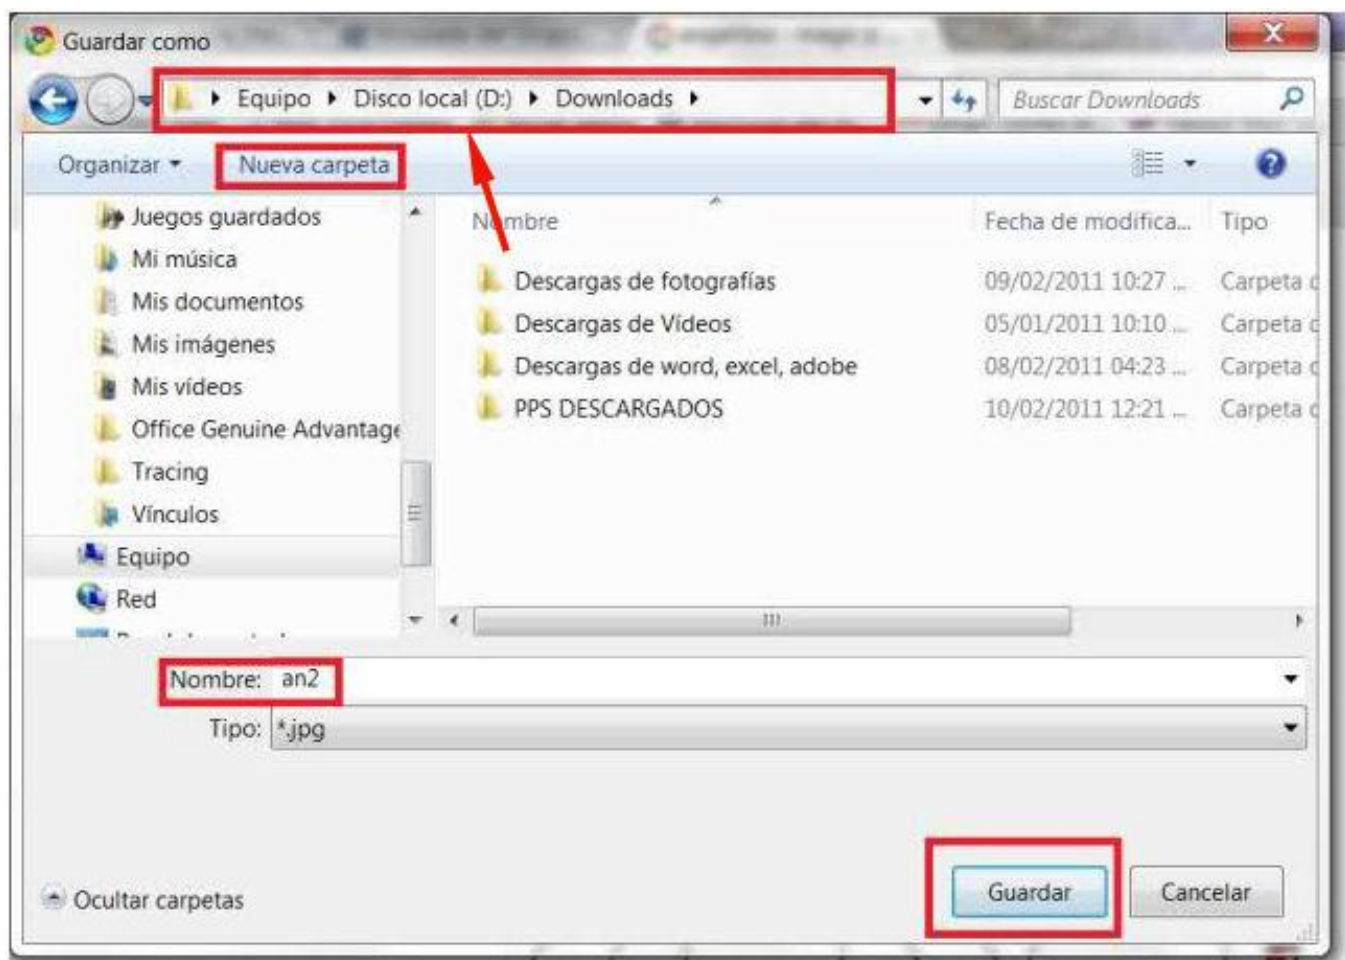 Guardar como
Equipo Disco local (D:) Downloads
Buscar Downloads
Organizar
Nueva carpeta
Juegos guardados
Mi música
Mis documentos
Mis imágenes
Mis vídeos
Office Genuine Advantage
Tracing
Vínculos
Equipo
Red
Nombre Fecha de modifica... Tipo
Descargas de fotografías 09/02/2011 10:27 ... Carpeta d
Descargas de Vídeos 05/01/2011 10:10 ... Carpeta d
Descargas de word, excel, adobe 08/02/2011 04:23 ... Carpeta d
PPS DESCARGADOS 10/02/2011 12:21 ... Carpeta d
Nombre: an2
Tipo: *.jpg
Ocultar carpetas
Guardar
Cancelar